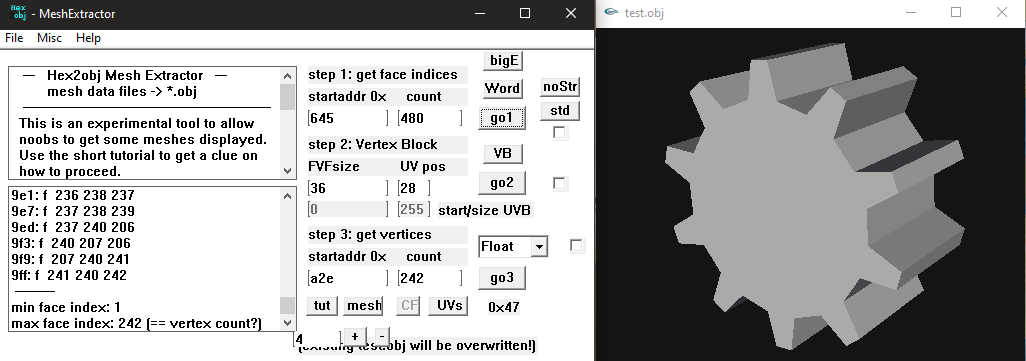 Hex obj - MeshExtractor
File Misc Help
— Hex2obj Mesh Extractor —
mesh data files -> *.obj
This is an experimental tool to allow
noobs to get some meshes displayed.
Use the short tutorial to get a clue on
how to proceed.
9e1: f 236 238 237
9e7: f 237 238 239
9ed: f 237 240 206
9f3: f 240 207 206
9f9: f 207 240 241
9ff: f 241 240 242
min face index: 1
max face index: 242 (== vertex count?)
step 1: get face indices
startaddr 0x count
645 480
step 2: Vertex Block
FVFsize UV pos
36 28
0 255 start/size UVB
step 3: get vertices
startaddr 0x count
a2e 242
tut mesh CF UVs 0x47
4 + -
(existing test.obj will be overwritten!)
bigE
Word noStr
go1 std
VB
go2
Float
go3
test.obj